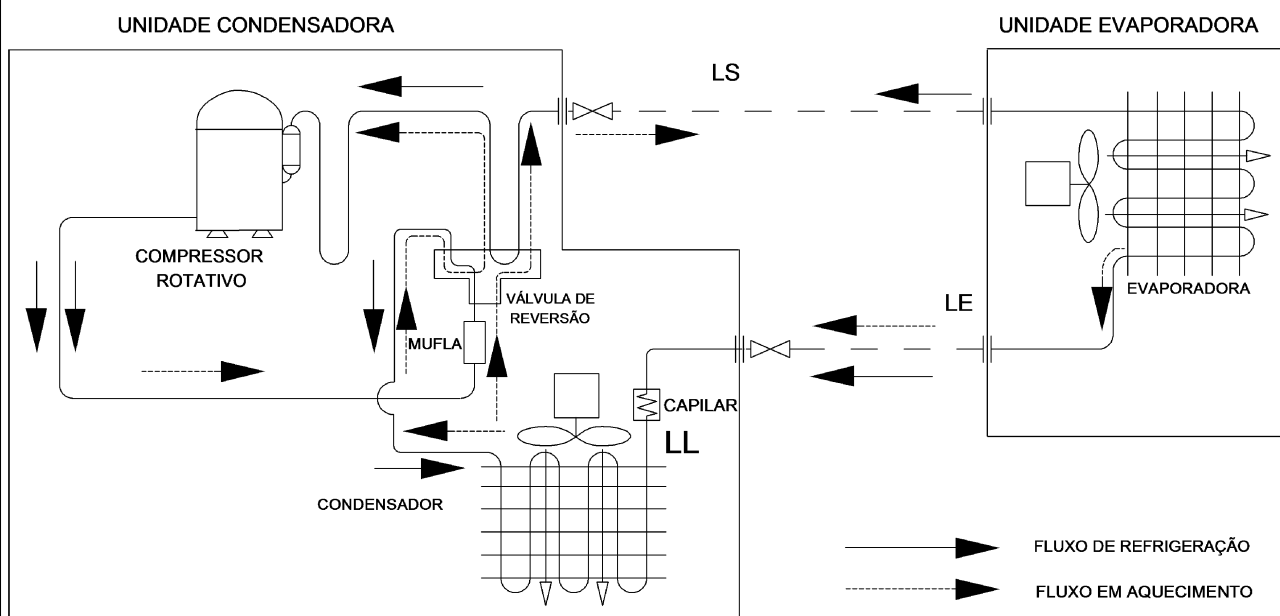 UNIDADE CONDENSADORA
UNIDADE EVAPORADORA
LS
COMPRESSOR
ROTATIVO
VÁLVULA DE
REVERSÃO
MUFLA
LE
EVAPORADORA
CAPILAR
LL
CONDENSADOR
FLUXO DE REFRIGERAÇÃO
FLUXO EM AQUECIMENTO